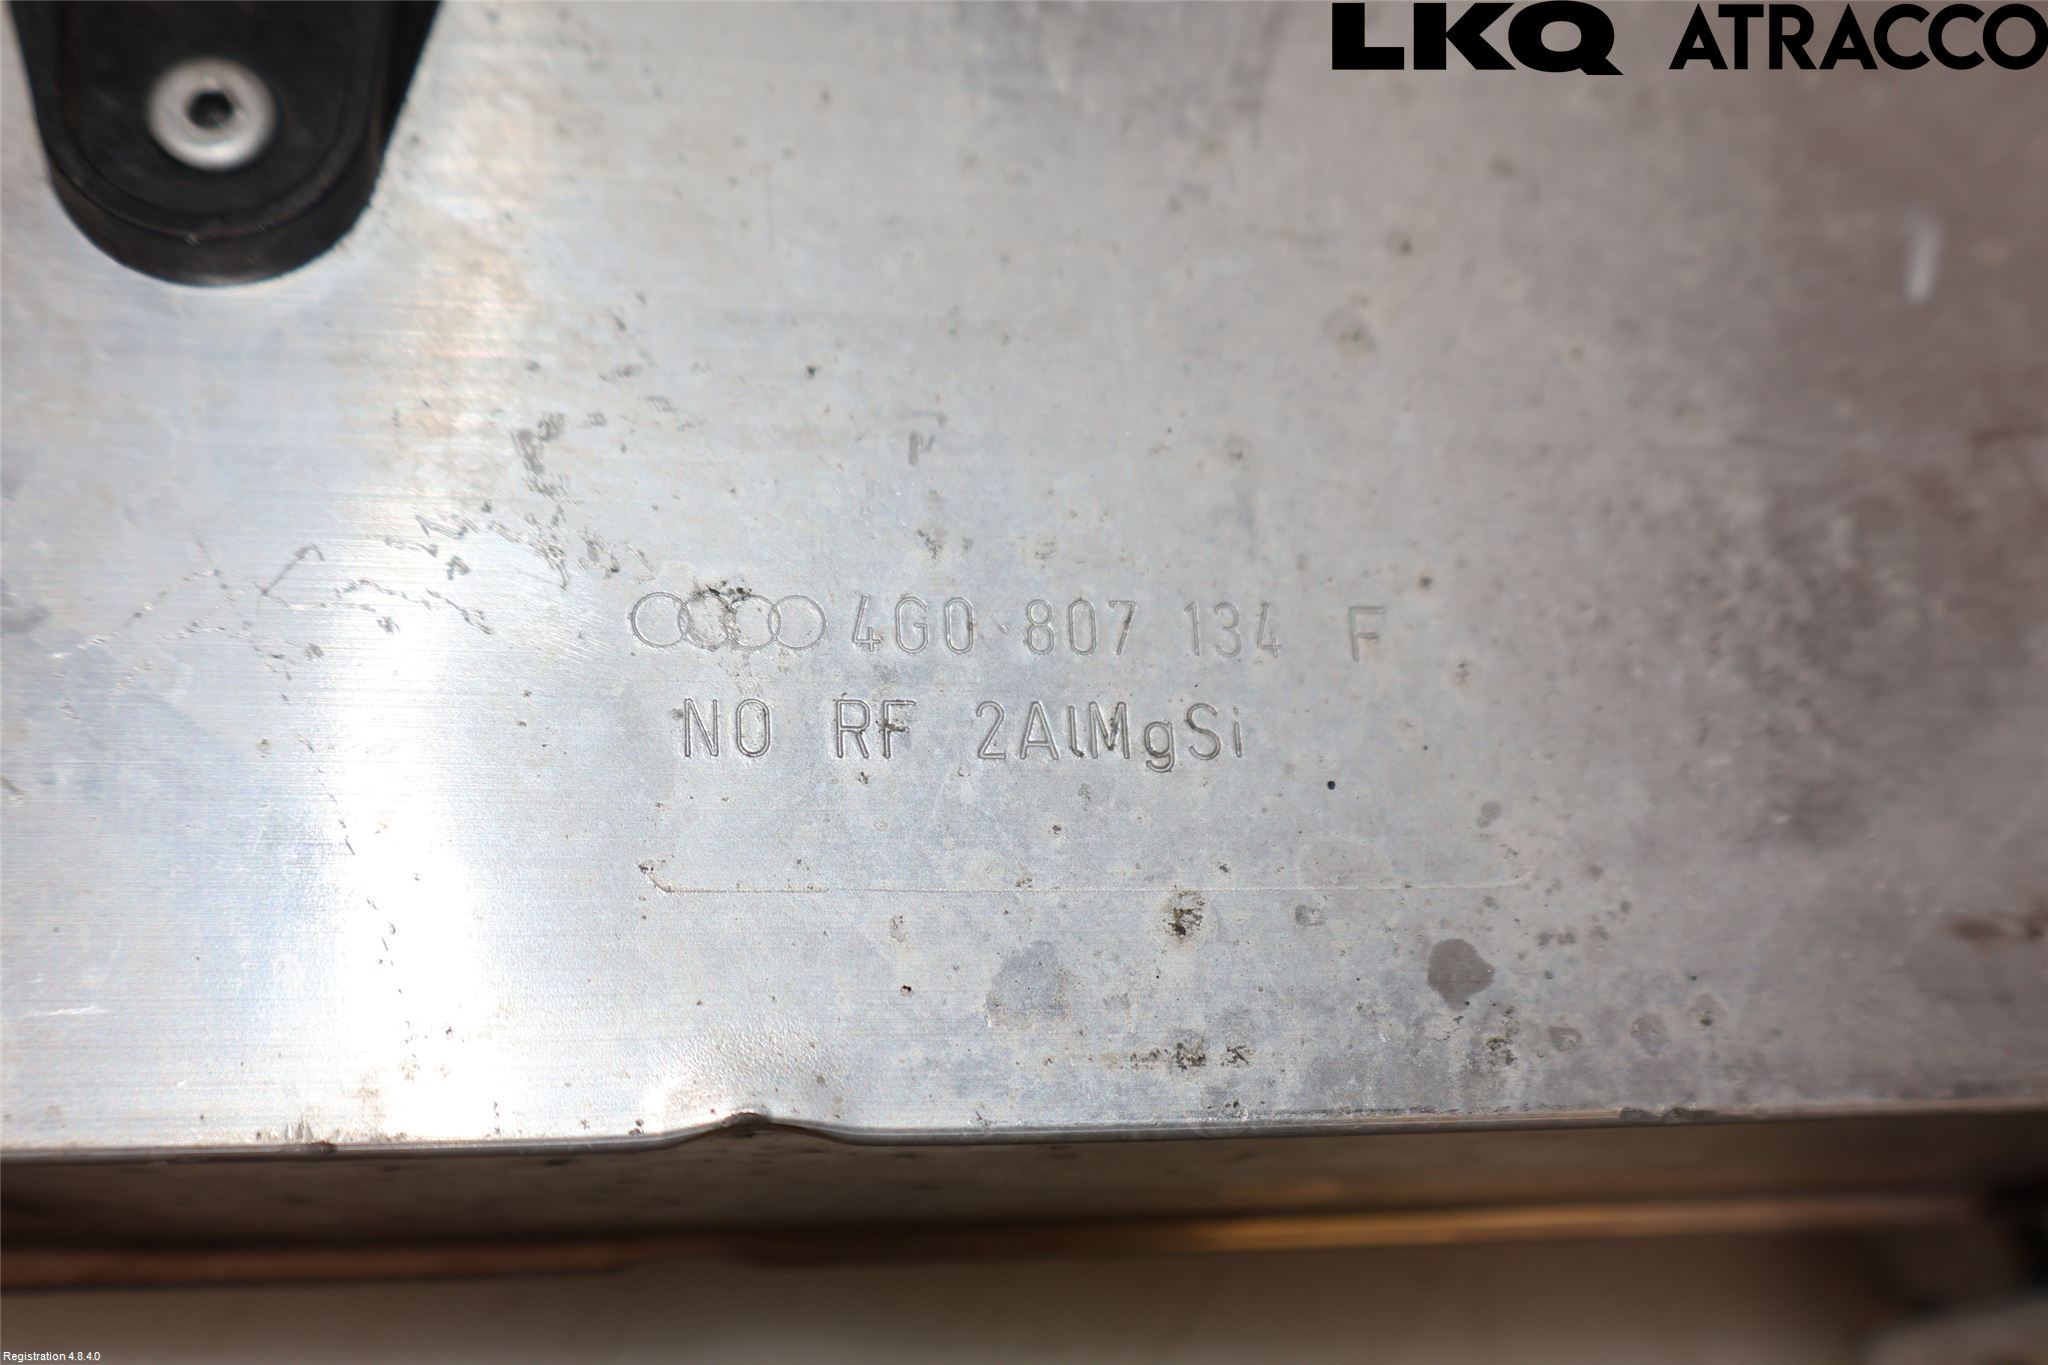 LKQ ATRACCO
4G0 807 134 F
NO RF 2AlMgSi
Registration 4.8.4.0